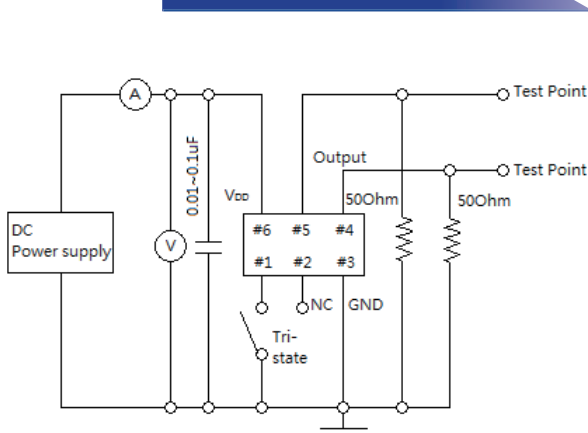 A
Test Point
0.01~0.1uF
Output
Test Point
VDD
50Ohm
50Ohm
DC
Power supply
V
#6 #5 #4
#1 #2 #3
NC
GND
Tri-
state